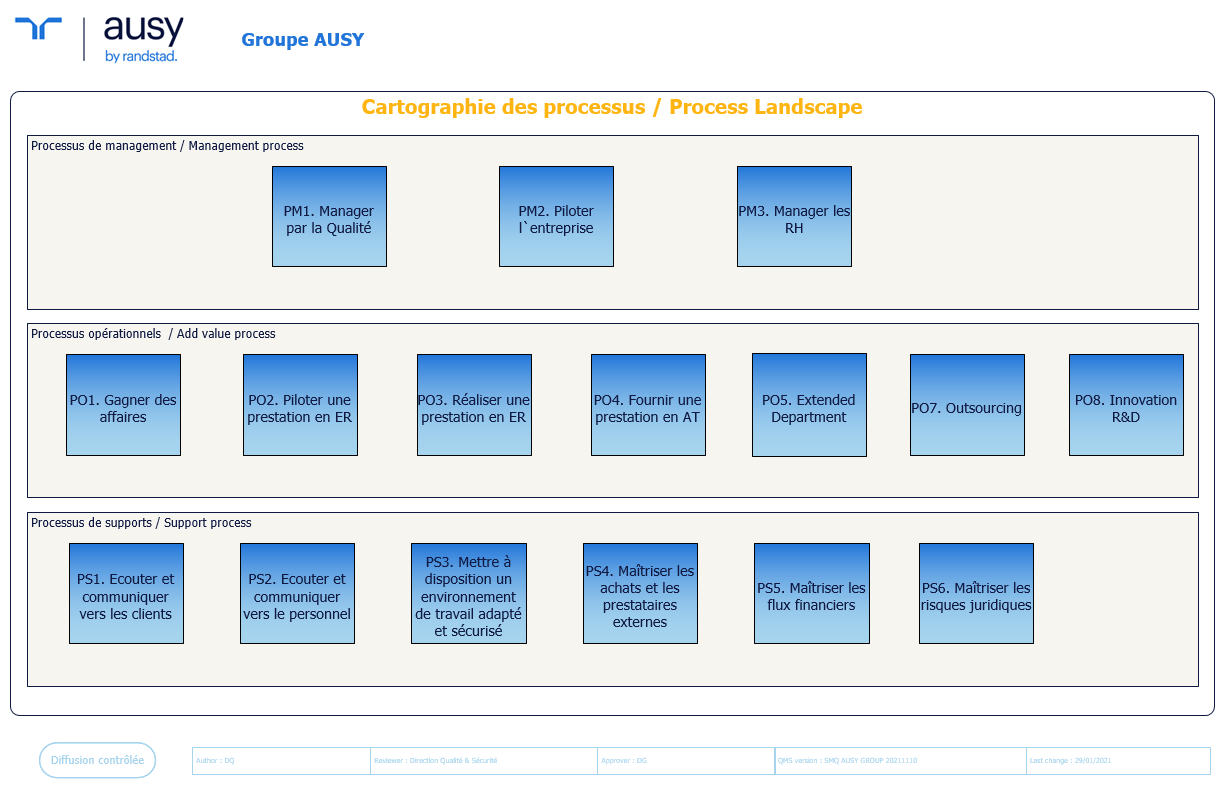 ausy
by randstad.
Groupe AUSY
Cartographie des processus / Process Landscape
Processus de management / Management process
PM1. Manager
par la Qualité
PM2. Piloter
l`entreprise
PM3. Manager les
RH
Processus opérationnels  / Add value process
PO1. Gagner des
affaires
PO2. Piloter une
prestation en ER
PO3. Réaliser une
prestation en ER
PO4. Fournir une
prestation en AT
PO5. Extended
Department
PO7. Outsourcing
PO8. Innovation
R&D
Processus de supports / Support process
PS1. Ecouter et
communiquer
vers les clients
PS2. Ecouter et
communiquer
vers le personnel
PS3. Mettre à
disposition un
environnement
de travail adapté
et sécurisé
PS4. Maîtriser les
achats et les
prestataires
externes
PS5. Maîtriser les
flux financiers
PS6. Maîtriser les
risques juridiques
Diffusion contrôlée
Author : DQ
Reviewer : Direction Qualité & Sécurité
Approver : DG
QMS version : SMQ AUSY GROUP 20211110
Last change : 29/01/2021